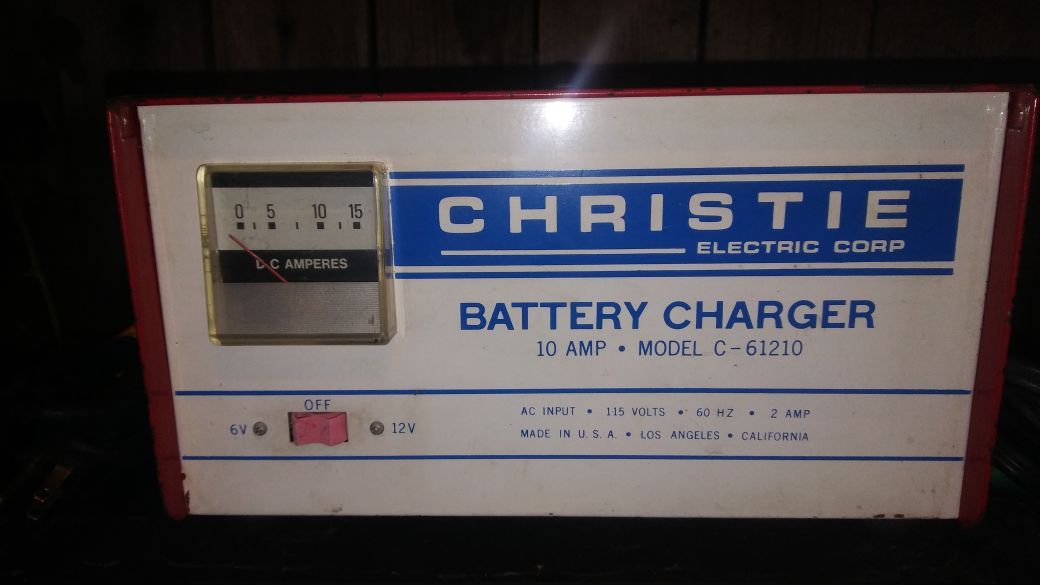 0 5 10 15
D C AMPERES
CHRISTIE
ELECTRIC CORP
BATTERY CHARGER
10 AMP • MODEL C-61210
OFF
6V 12V
AC INPUT • 115 VOLTS • 60 HZ • 2 AMP
MADE IN U.S.A. • LOS ANGELES • CALIFORNIA